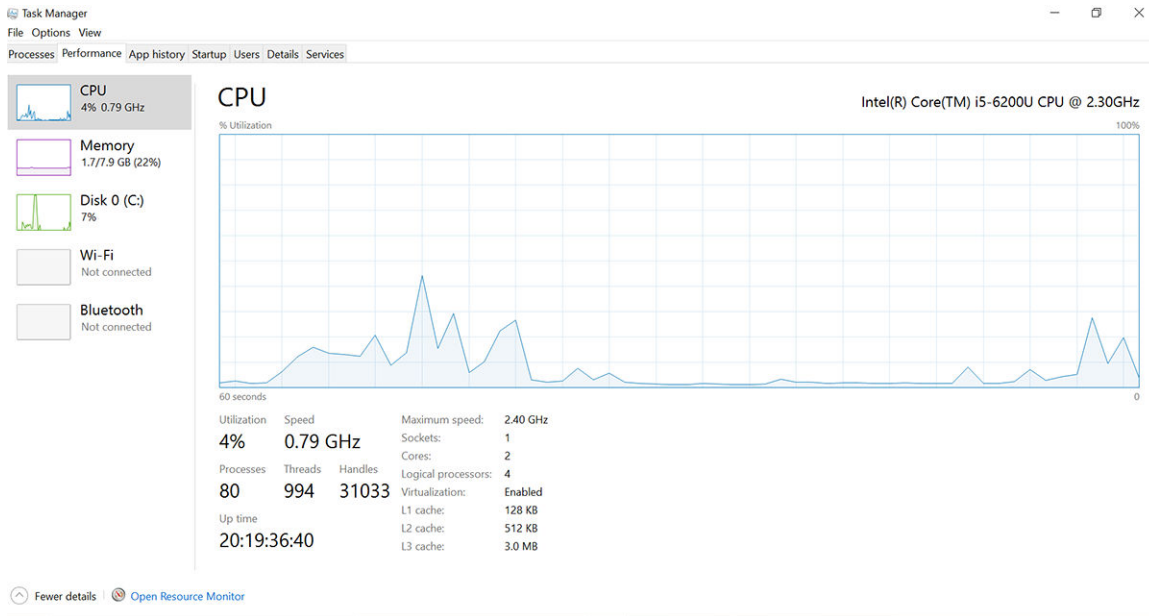 Task Manager
File Options View
Processes Performance App history Startup Users Details Services
CPU
4% 0.79 GHz
Memory
1.7/7.9 GB (22%)
Disk 0 (C:)
7%
Wi-Fi
Not connected
Bluetooth
Not connected
CPU
Intel(R) Core(TM) i5-6200U CPU @ 2.30GHz
% Utilization 100%
60 seconds 0
Utilization Speed
4% 0.79 GHz
Processes Threads Handles
80 994 31033
Up time
20:19:36:40
Maximum speed: 2.40 GHz
Sockets: 1
Cores: 2
Logical processors: 4
Virtualization: Enabled
L1 cache: 128 KB
L2 cache: 512 KB
L3 cache: 3.0 MB
Fewer details Open Resource Monitor